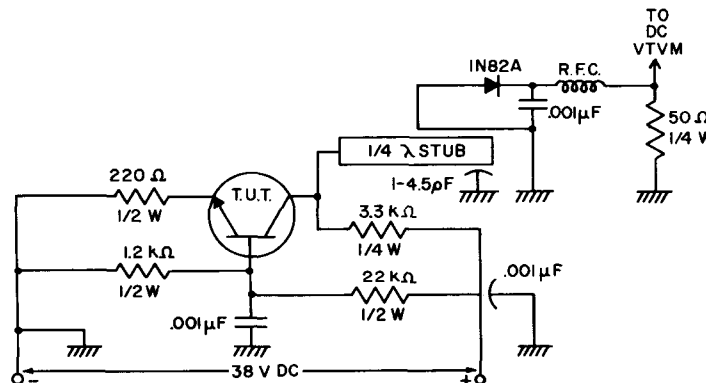 TO
DC
VTVM
1N82A
R.F.C.
.001µF
50 Ω
1/4 W
1/4 λ STUB
1-4.5pF
220 Ω
1/2 W
T.U.T.
3.3 kΩ
1/4 W
1.2 kΩ
1/2 W
22 kΩ
1/2 W
.001µF
.001µF
-
38 V DC
+